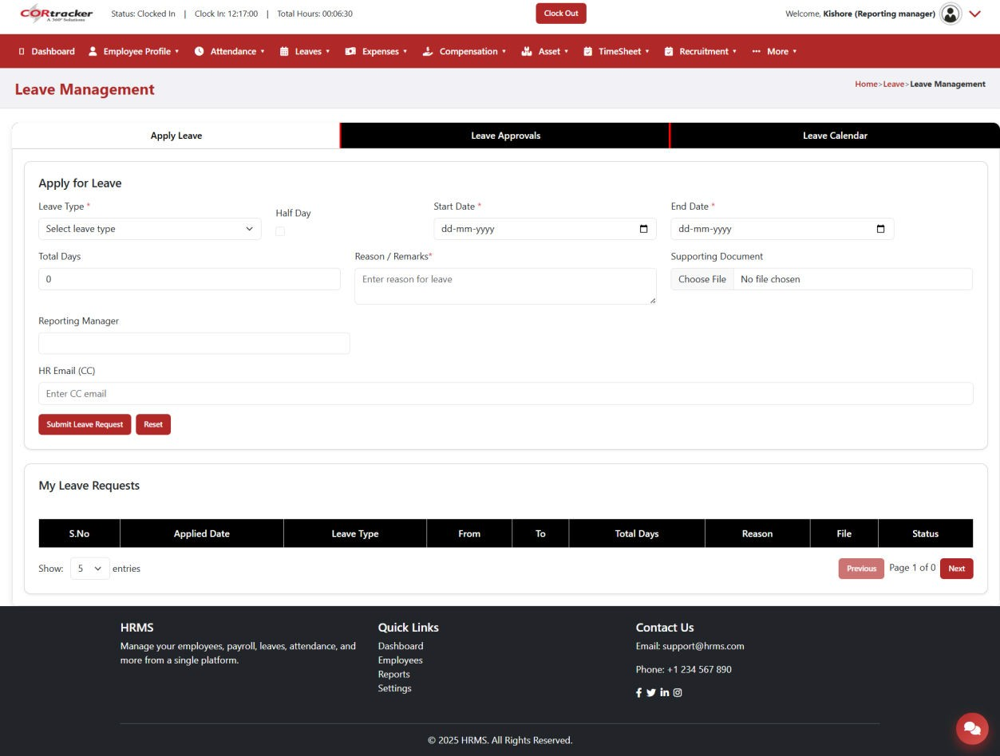 CORtracker
A 360° Solutions
Status: Clocked In | Clock In: 12:17:00 | Total Hours: 00:06:30
Clock Out
Welcome, Kishore (Reporting manager)
Dashboard Employee Profile Attendance Leaves Expenses Compensation Asset TimeSheet Recruitment More
Leave Management
Home>Leave>Leave Management
Apply Leave Leave Approvals Leave Calendar
Apply for Leave
Leave Type * Half Day Start Date * End Date *
Select leave type dd-mm-yyyy dd-mm-yyyy
Total Days Reason / Remarks* Supporting Document
0 Enter reason for leave Choose File No file chosen
Reporting Manager
HR Email (CC)
Enter CC email
Submit Leave Request Reset
My Leave Requests
S.No Applied Date Leave Type From To Total Days Reason File Status
Show: 5 entries Previous Page 1 of 0 Next
HRMS
Manage your employees, payroll, leaves, attendance, and
more from a single platform.
Quick Links
Dashboard
Employees
Reports
Settings
Contact Us
Email: support@hrms.com
Phone: +1 234 567 890
© 2025 HRMS. All Rights Reserved.